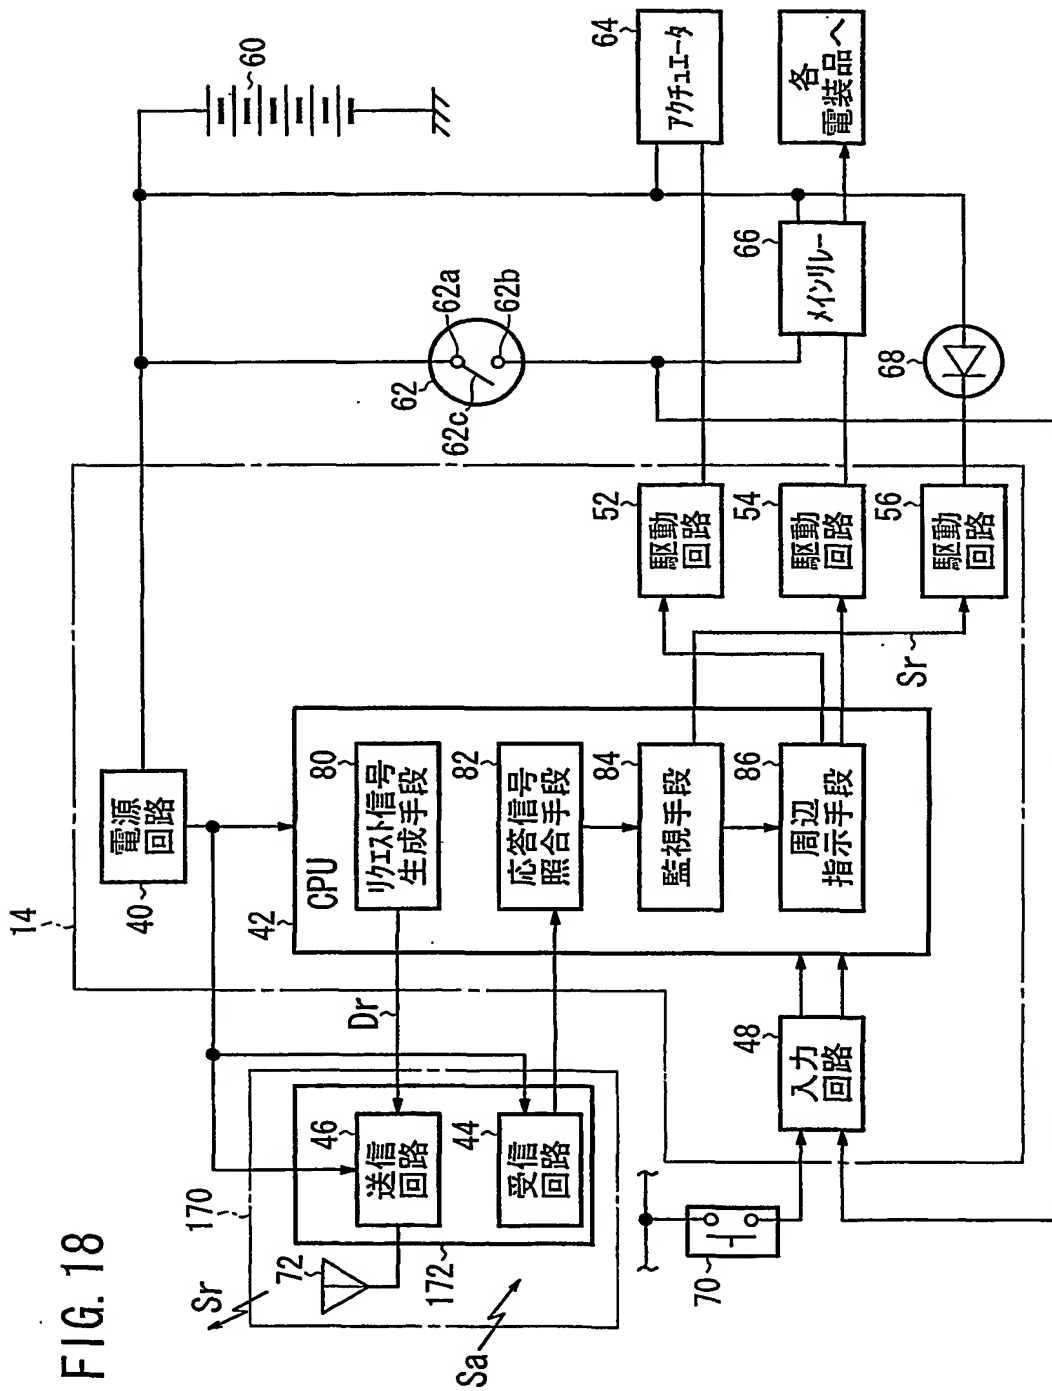 FIG. 18
14
40
電源
回路
60
62
62a
62b
62c
64
アクチュエータ
66
メインリレー
各
電装品へ
68
42
CPU
80
リクエスト信号
生成手段
82
応答信号
照合手段
84
監視手段
86
周辺
指示手段
52
駆動
回路
54
駆動
回路
56
駆動
回路
Sr
Dr
170
172
46
送信
回路
44
受信
回路
72
Sr
Sa
48
入力
回路
70